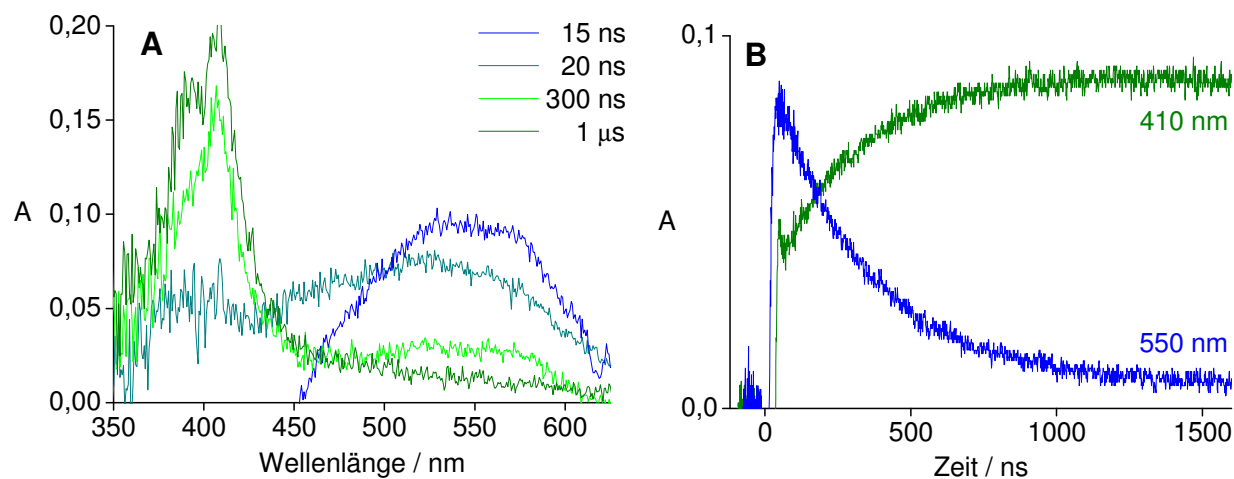 A
0,20
0,15
0,10
0,05
0,00
A
350 400 450 500 550 600
Wellenlänge / nm
15 ns
20 ns
300 ns
1 µs
B
0,1
0,0
A
410 nm
550 nm
0 500 1000 1500
Zeit / ns